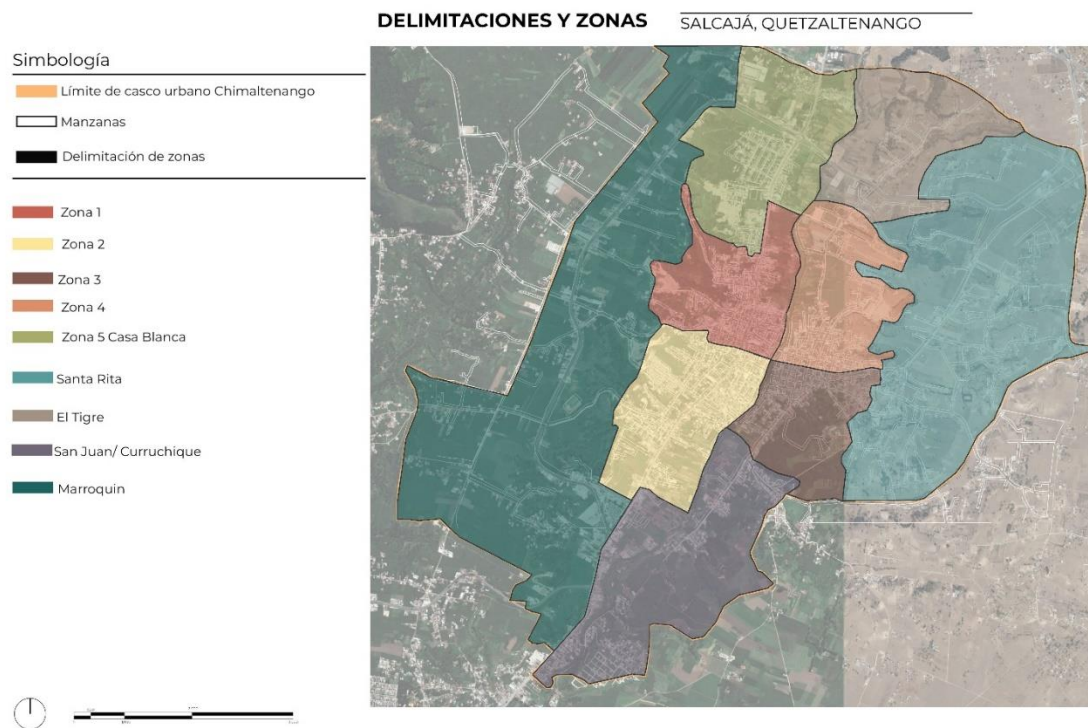 DELIMITACIONES Y ZONAS
SALCAJÁ, QUETZALTENANGO
Simbología
Límite de casco urbano Chimaltenango
Manzanas
Delimitación de zonas
Zona 1
Zona 2
Zona 3
Zona 4
Zona 5 Casa Blanca
Santa Rita
El Tigre
San Juan/ Curruchique
Marroquin